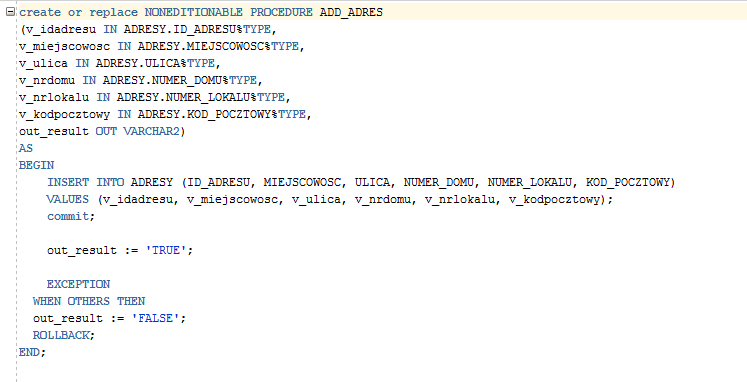 create or replace NONEDITIONABLE PROCEDURE ADD_ADRES
(v_idadresu IN ADRESY.ID_ADRESU%TYPE,
v_miejscowosc IN ADRESY.MIEJSCOWOSC%TYPE,
v_ulica IN ADRESY.ULICA%TYPE,
v_nrdomu IN ADRESY.NUMER_DOMU%TYPE,
v_nrlokalu IN ADRESY.NUMER_LOKALU%TYPE,
v_kodpocztowy IN ADRESY.KOD_POCZTOWY%TYPE,
out_result OUT VARCHAR2)
AS
BEGIN
    INSERT INTO ADRESY (ID_ADRESU, MIEJSCOWOSC, ULICA, NUMER_DOMU, NUMER_LOKALU, KOD_POCZTOWY)
    VALUES (v_idadresu, v_miejscowosc, v_ulica, v_nrdomu, v_nrlokalu, v_kodpocztowy);
    commit;

    out_result := 'TRUE';

    EXCEPTION
  WHEN OTHERS THEN
  out_result := 'FALSE';
  ROLLBACK;
END;